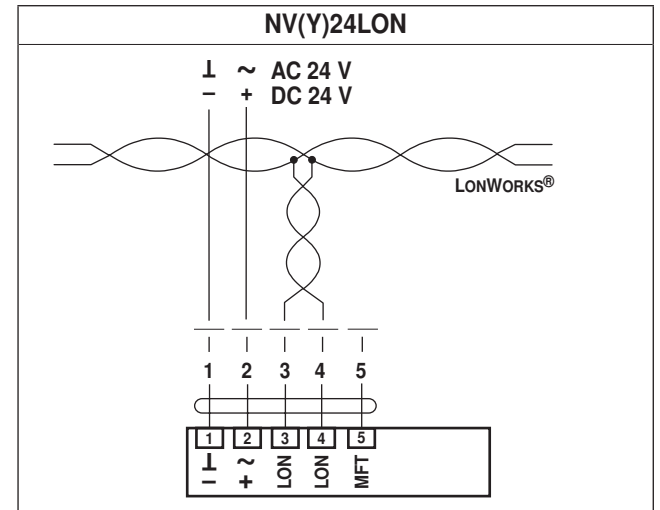 NV(Y)24LON
⊥ ~ AC 24 V
– + DC 24 V
LONWORKS®
1 2 3 4 5
1 2 3 4 5
⊥ ~ LON LON MFT
– +